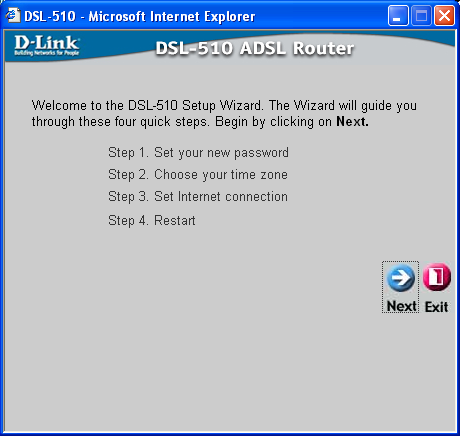 DSL-510 - Microsoft Internet Explorer
D-Link
Building Networks for People
DSL-510 ADSL Router
Welcome to the DSL-510 Setup Wizard. The Wizard will guide you
through these four quick steps. Begin by clicking on Next.
Step 1. Set your new password
Step 2. Choose your time zone
Step 3. Set Internet connection
Step 4. Restart
Next Exit